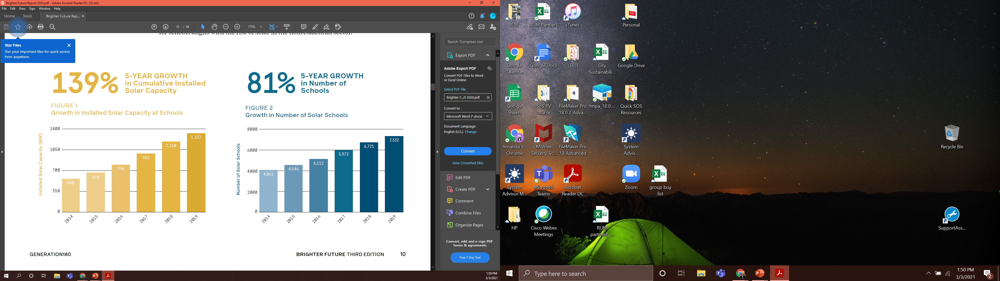 Brighter Future Report 2020.pdf - Adobe Acrobat Reader DC (32-bit)
File Edit View Sign Window Help
Home Tools Brighter Future Rep... ×
10 / 48 175%
for schools aligns with the rise of solar in the nonresidential sector.
Star Files
Star your important files for quick access
from anywhere.
139%
5-YEAR GROWTH
in Cumulative Installed
Solar Capacity
FIGURE 1
Growth in Installed Solar Capacity at Schools
Installed Solar Capacity (MW)
1400
1050
700
350
0
560
664
798
983
1,160
1,337
2014
2015
2016
2017
2018
2019
81%
5-YEAR GROWTH
in Number of
Schools
FIGURE 2
Growth in Number of Solar Schools
Number of Solar Schools
8000
6000
4000
2000
0
4,061
4,546
5,112
5,972
6,721
7,332
2014
2015
2016
2017
2018
2019
GENERATION180
BRIGHTER FUTURE THIRD EDITION 10
Search 'Compress size'
Export PDF
Adobe Export PDF
Convert PDF Files to Word
or Excel Online
Select PDF File
Brighter F...rt 2020.pdf
Convert to
Microsoft Word (*.docx)
Document Language:
English (U.S.) Change
Convert
View Converted Files
Edit PDF
Create PDF
Comment
Combine Files
Organize Pages
Convert, edit and e-sign PDF
forms & agreements
Free 7-Day Trial
1:50 PM
3/3/2021
CSF
RUM Partners
iTunes
Personal
Google
Calendar
Google Docs
LEED
City
Sustainabili...
Google Drive
Google
Sheets
SoS PV
course
FileMaker Pro
18.0.2 Adva...
fmpa_18.0....
Quick SOS
Resources
Amanda S -
Chrome
McAfee
Security Sc...
FileMaker Pro
18 Advanced
System
Advis...
Recycle Bin
System
Advisor M...
Microsoft
Teams
Acrobat
Reader DC
Zoom
group buy
list
HP
Cisco Webex
Meetings
RUM
partners _...
SupportAss...
Type here to search
1:50 PM
3/3/2021
2